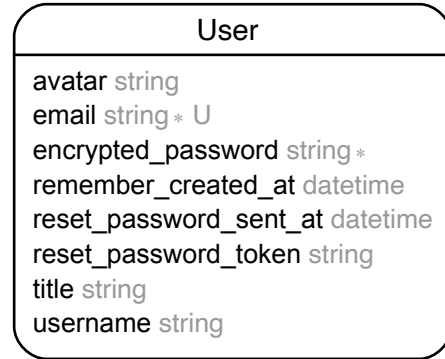 User
avatar string
email string * U
encrypted_password string *
remember_created_at datetime
reset_password_sent_at datetime
reset_password_token string
title string
username string